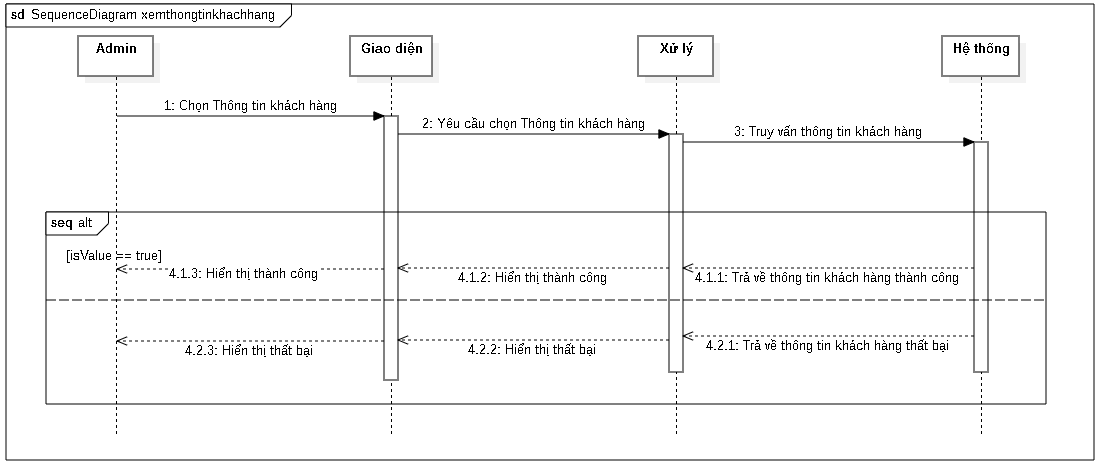 sd SequenceDiagram xemthongtinkhachhang
Admin
Giao diện
Xử lý
Hệ thống
1: Chọn Thông tin khách hàng
2: Yêu cầu chọn Thông tin khách hàng
3: Truy vấn thông tin khách hàng
seq alt
[isValue == true]
4.1.3: Hiển thị thành công
4.1.2: Hiển thị thành công
4.1.1: Trả về thông tin khách hàng thành công
4.2.3: Hiển thị thất bại
4.2.2: Hiển thị thất bại
4.2.1: Trả về thông tin khách hàng thất bại